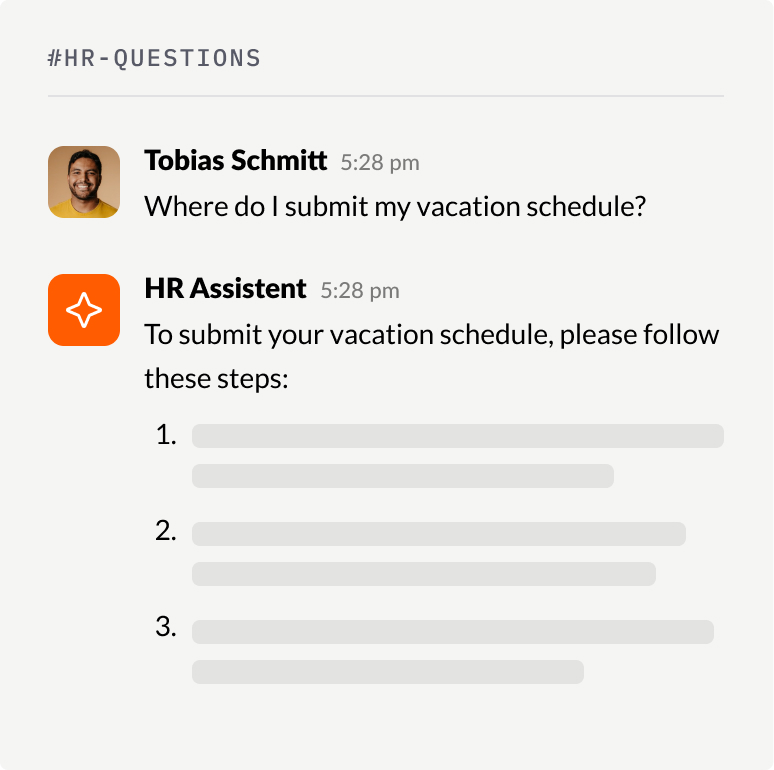 #HR-QUESTIONS
Tobias Schmitt 5:28 pm
Where do I submit my vacation schedule?
HR Assistent 5:28 pm
To submit your vacation schedule, please follow
these steps:
1.
2.
3.